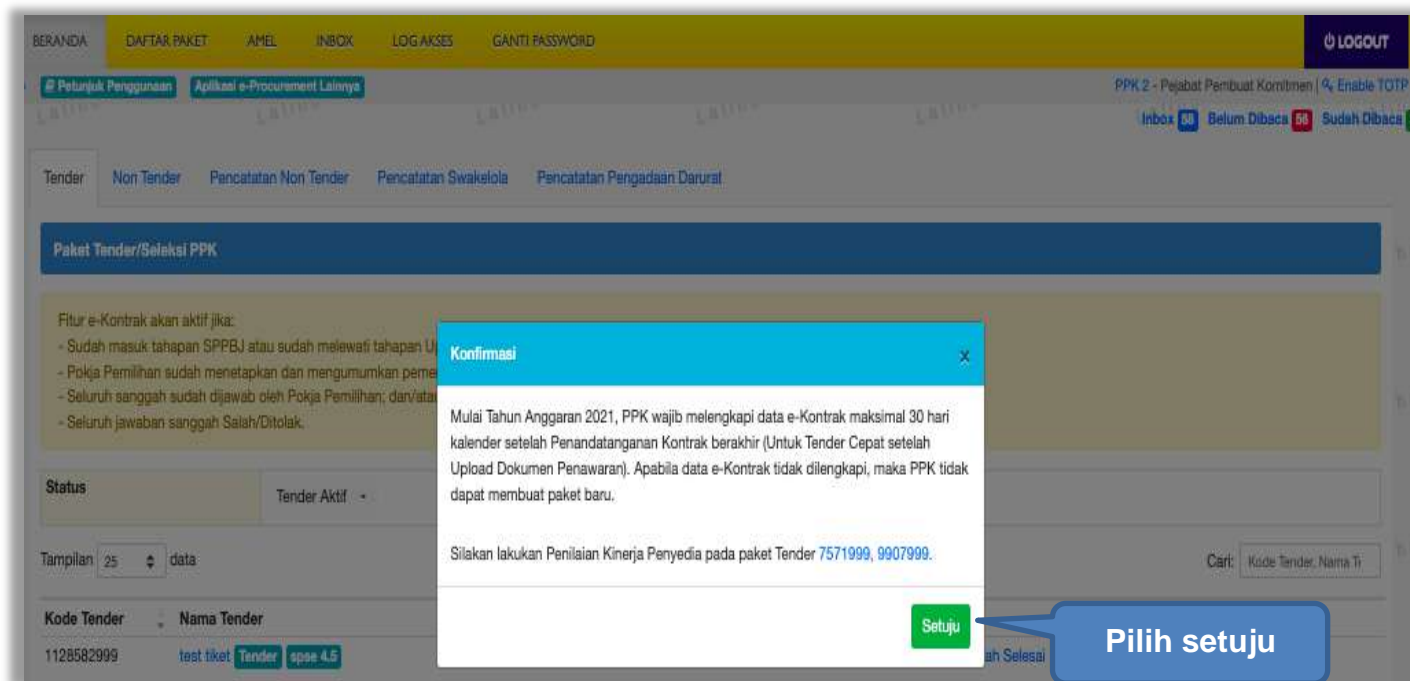 BERANDA DAFTAR PAKET AMEL INBOX LOG AKSES GANTI PASSWORD LOGOUT
Petunjuk Penggunaan Aplikasi e-Procurement Lainnya PPK 2 - Pejabat Pembuat Komitmen | Enable TOTP
Inbox Belum Dibaca 56 Sudah Dibaca
Tender Non Tender Pencatatan Non Tender Pencatatan Swakelola Pencatatan Pengadaan Darurat
Paket Tender/Seleksi PPK
Fitur e-Kontrak akan aktif jika:
- Sudah masuk tahapan SPPBJ atau sudah melewati tahapan U
- Pokja Pemilihan sudah menetapkan dan mengumumkan peme
- Seluruh sanggah sudah dijawab oleh Pokja Pemilihan; dan/atau
- Seluruh jawaban sanggah Salah/Ditolak.
Konfirmasi x
Mulai Tahun Anggaran 2021, PPK wajib melengkapi data e-Kontrak maksimal 30 hari
kalender setelah Penandatanganan Kontrak berakhir (Untuk Tender Cepat setelah
Upload Dokumen Penawaran). Apabila data e-Kontrak tidak dilengkapi, maka PPK tidak
dapat membuat paket baru.
Silakan lakukan Penilaian Kinerja Penyedia pada paket Tender 7571999, 9907999.
Setuju
Pilih setuju
Status Tender Aktif
Tampilan 25 data Cari: Kode Tender, Nama T
Kode Tender Nama Tender
1128582999 test tiket Tender spse 4.5 ah Selesai